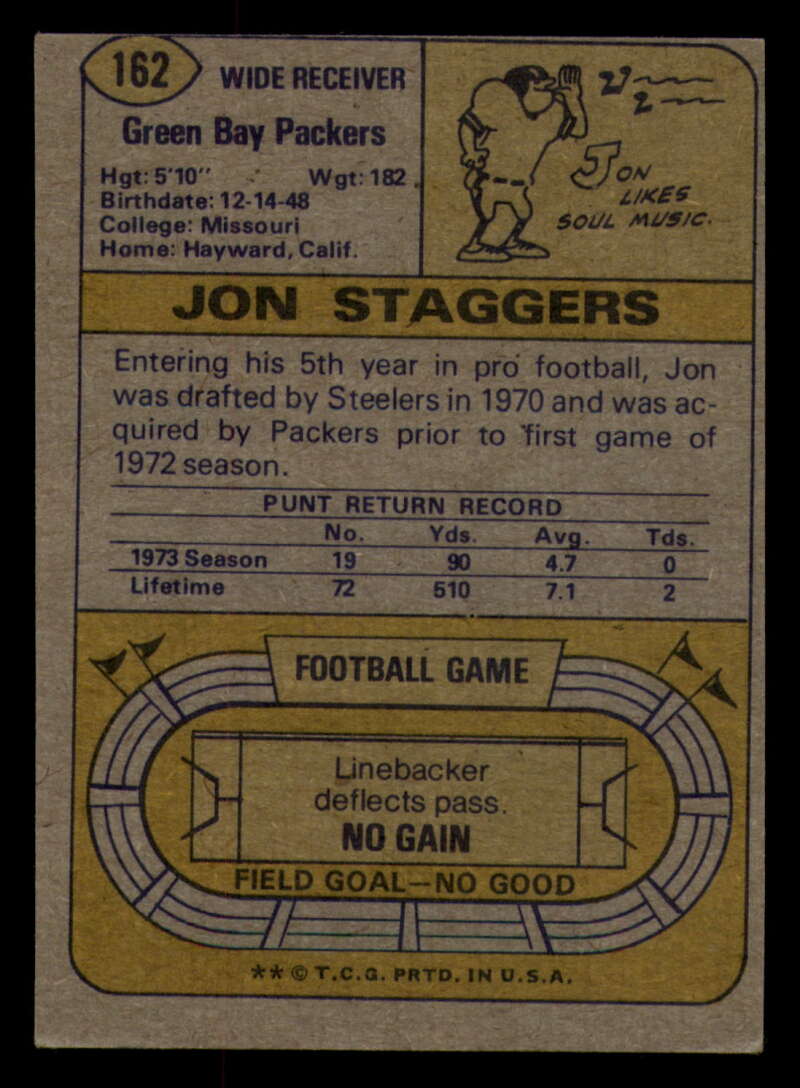 162 WIDE RECEIVER
Green Bay Packers
Hgt: 5'10" Wgt: 182
Birthdate: 12-14-48
College: Missouri
Home: Hayward, Calif.
JON
LIKES
SOUL MUSIC.
JON STAGGERS
Entering his 5th year in pro football, Jon
was drafted by Steelers in 1970 and was ac-
quired by Packers prior to first game of
1972 season.
PUNT RETURN RECORD
No. Yds. Avg. Tds.
1973 Season 19 90 4.7 0
Lifetime 72 510 7.1 2
FOOTBALL GAME
Linebacker
deflects pass.
NO GAIN
FIELD GOAL—NO GOOD
** © T.C.G. PRTD. IN U.S.A.